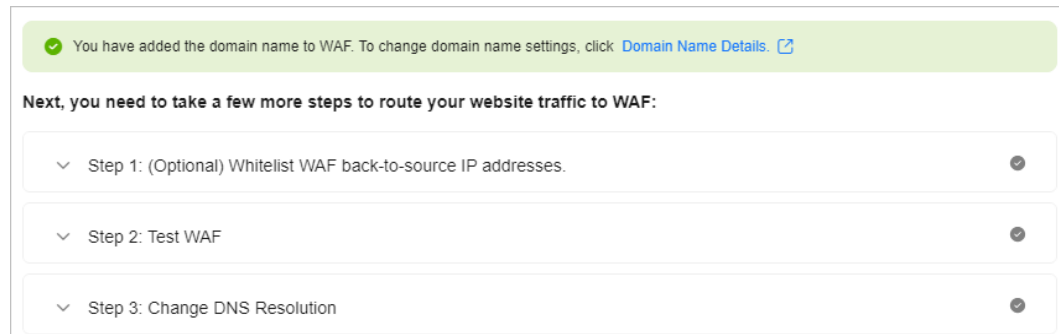 You have added the domain name to WAF. To change domain name settings, click Domain Name Details.
Next, you need to take a few more steps to route your website traffic to WAF:
Step 1: (Optional) Whitelist WAF back-to-source IP addresses.
Step 2: Test WAF
Step 3: Change DNS Resolution